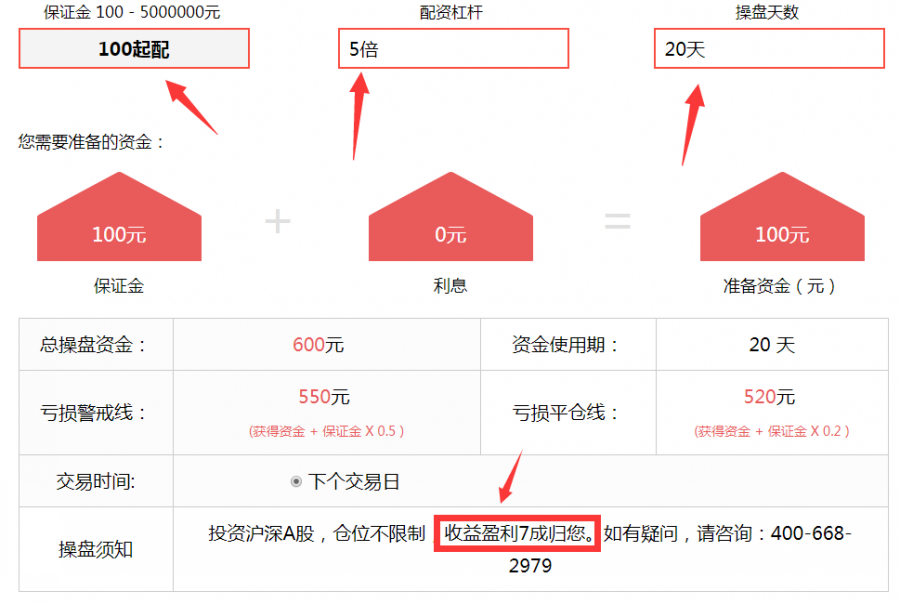 保证金 100 - 5000000元
配资杠杆
操盘天数
100起配
5倍
20天
您需要准备的资金：
100元
+
0元
=
100元
保证金
利息
准备资金（元）
总操盘资金：
600元
资金使用期：
20 天
亏损警戒线：
550元
(获得资金 + 保证金 X 0.5 )
亏损平仓线：
520元
(获得资金 + 保证金 X 0.2 )
交易时间:
下个交易日
操盘须知
投资沪深A股，仓位不限制，收益盈利7成归您。如有疑问，请咨询：400-668-
2979